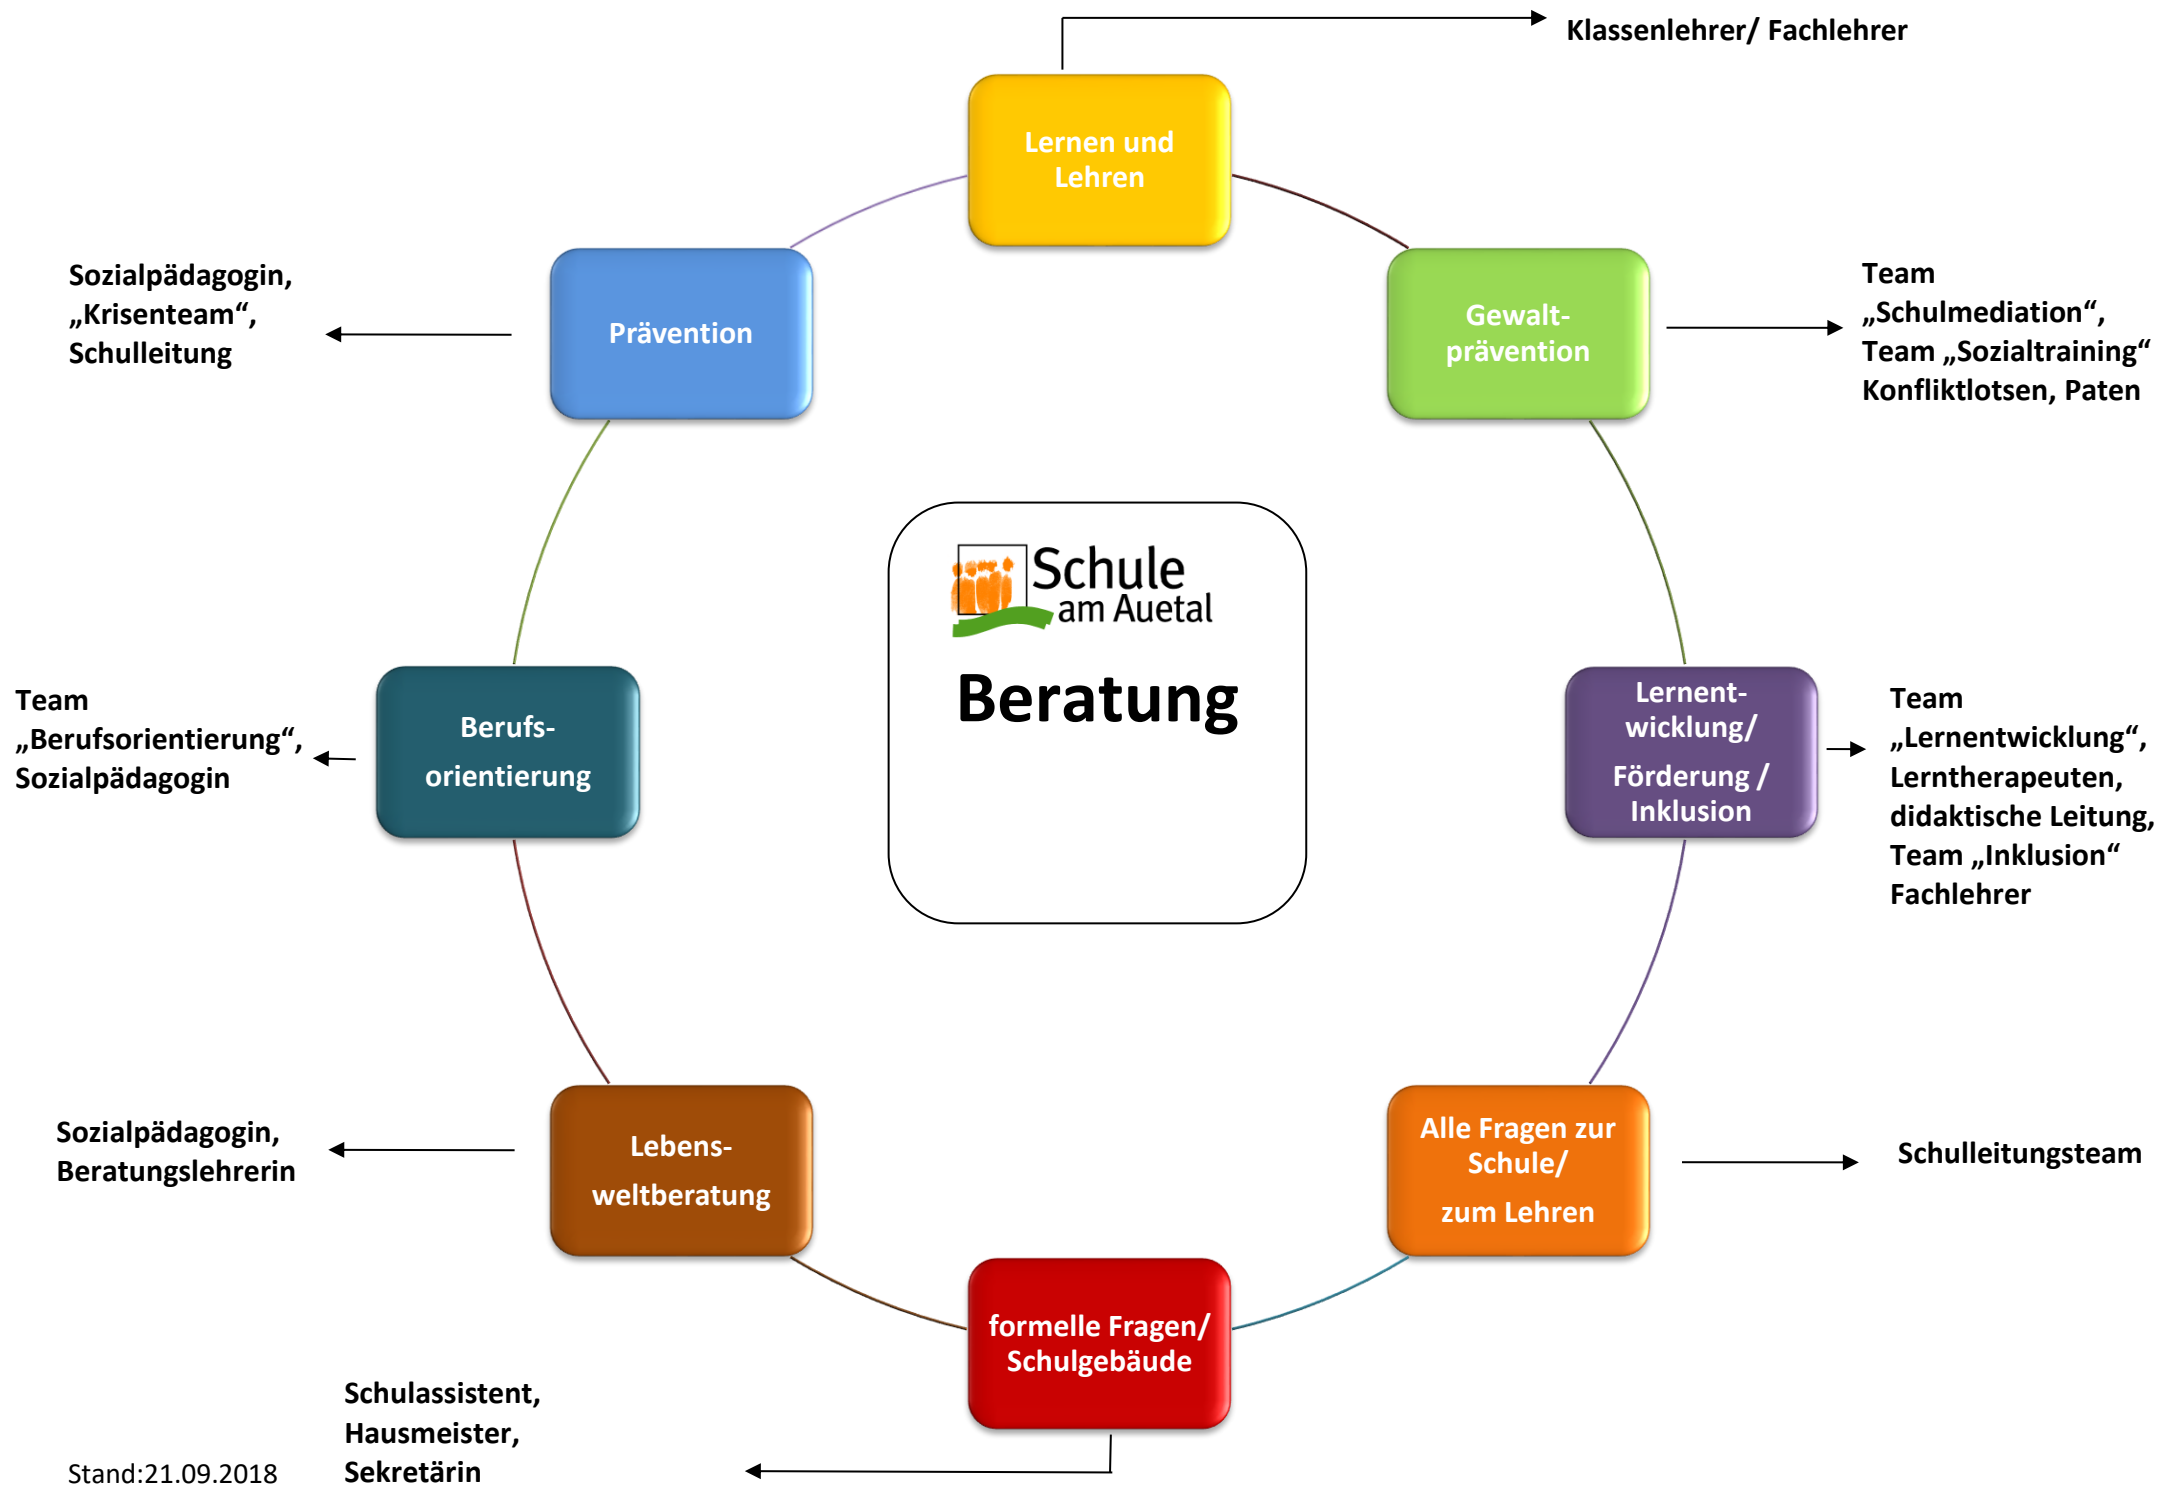 Klassenlehrer/ Fachlehrer
Lernen und
Lehren
Sozialpädagogin,
„Krisenteam“,
Schulleitung
Prävention
Gewalt-
prävention
Team
„Schulmediation“,
Team „Sozialtraining“
Konfliktlotsen, Paten
Schule
am Auetal
Beratung
Team
„Berufsorientierung“,
Sozialpädagogin
Berufs-
orientierung
Lernent-
wicklung/
Förderung /
Inklusion
Team
„Lernentwicklung“,
Lerntherapeuten,
didaktische Leitung,
Team „Inklusion“
Fachlehrer
Sozialpädagogin,
Beratungslehrerin
Lebens-
weltberatung
Alle Fragen zur
Schule/
zum Lehren
Schulleitungsteam
formelle Fragen/
Schulgebäude
Schulassistent,
Hausmeister,
Sekretärin
Stand:21.09.2018